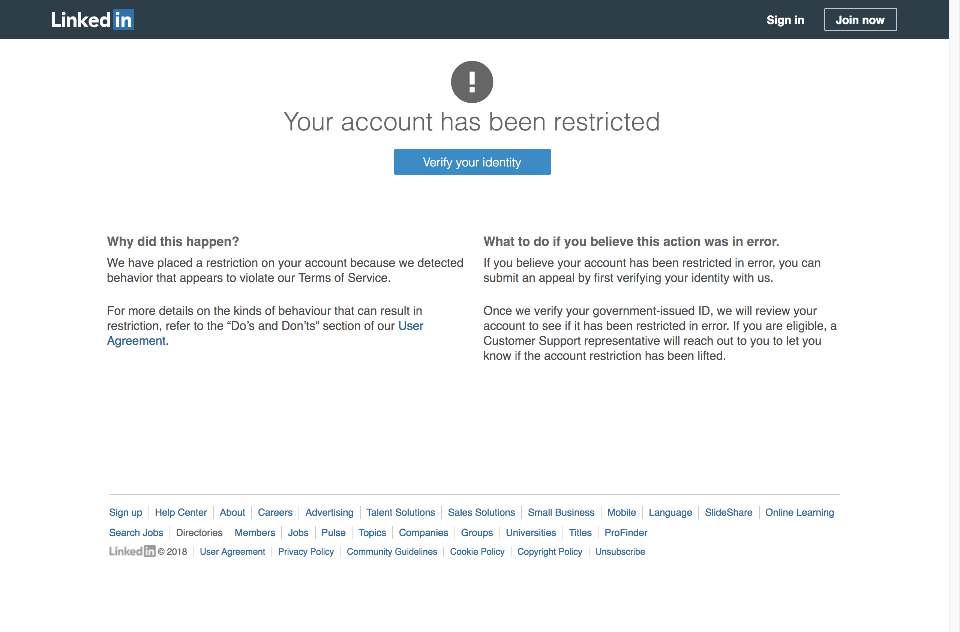 Linked in
Sign in
Join now
!
Your account has been restricted
Verify your identity
Why did this happen?
We have placed a restriction on your account because we detected
behavior that appears to violate our Terms of Service.
For more details on the kinds of behaviour that can result in
restriction, refer to the “Do’s and Don’ts” section of our User
Agreement.
What to do if you believe this action was in error.
If you believe your account has been restricted in error, you can
submit an appeal by first verifying your identity with us.
Once we verify your government-issued ID, we will review your
account to see if it has been restricted in error. If you are eligible, a
Customer Support representative will reach out to you to let you
know if the account restriction has been lifted.
Sign up Help Center About Careers Advertising Talent Solutions Sales Solutions Small Business Mobile Language SlideShare Online Learning
Search Jobs Directories Members Jobs Pulse Topics Companies Groups Universities Titles ProFinder
Linked in © 2018 User Agreement Privacy Policy Community Guidelines Cookie Policy Copyright Policy Unsubscribe